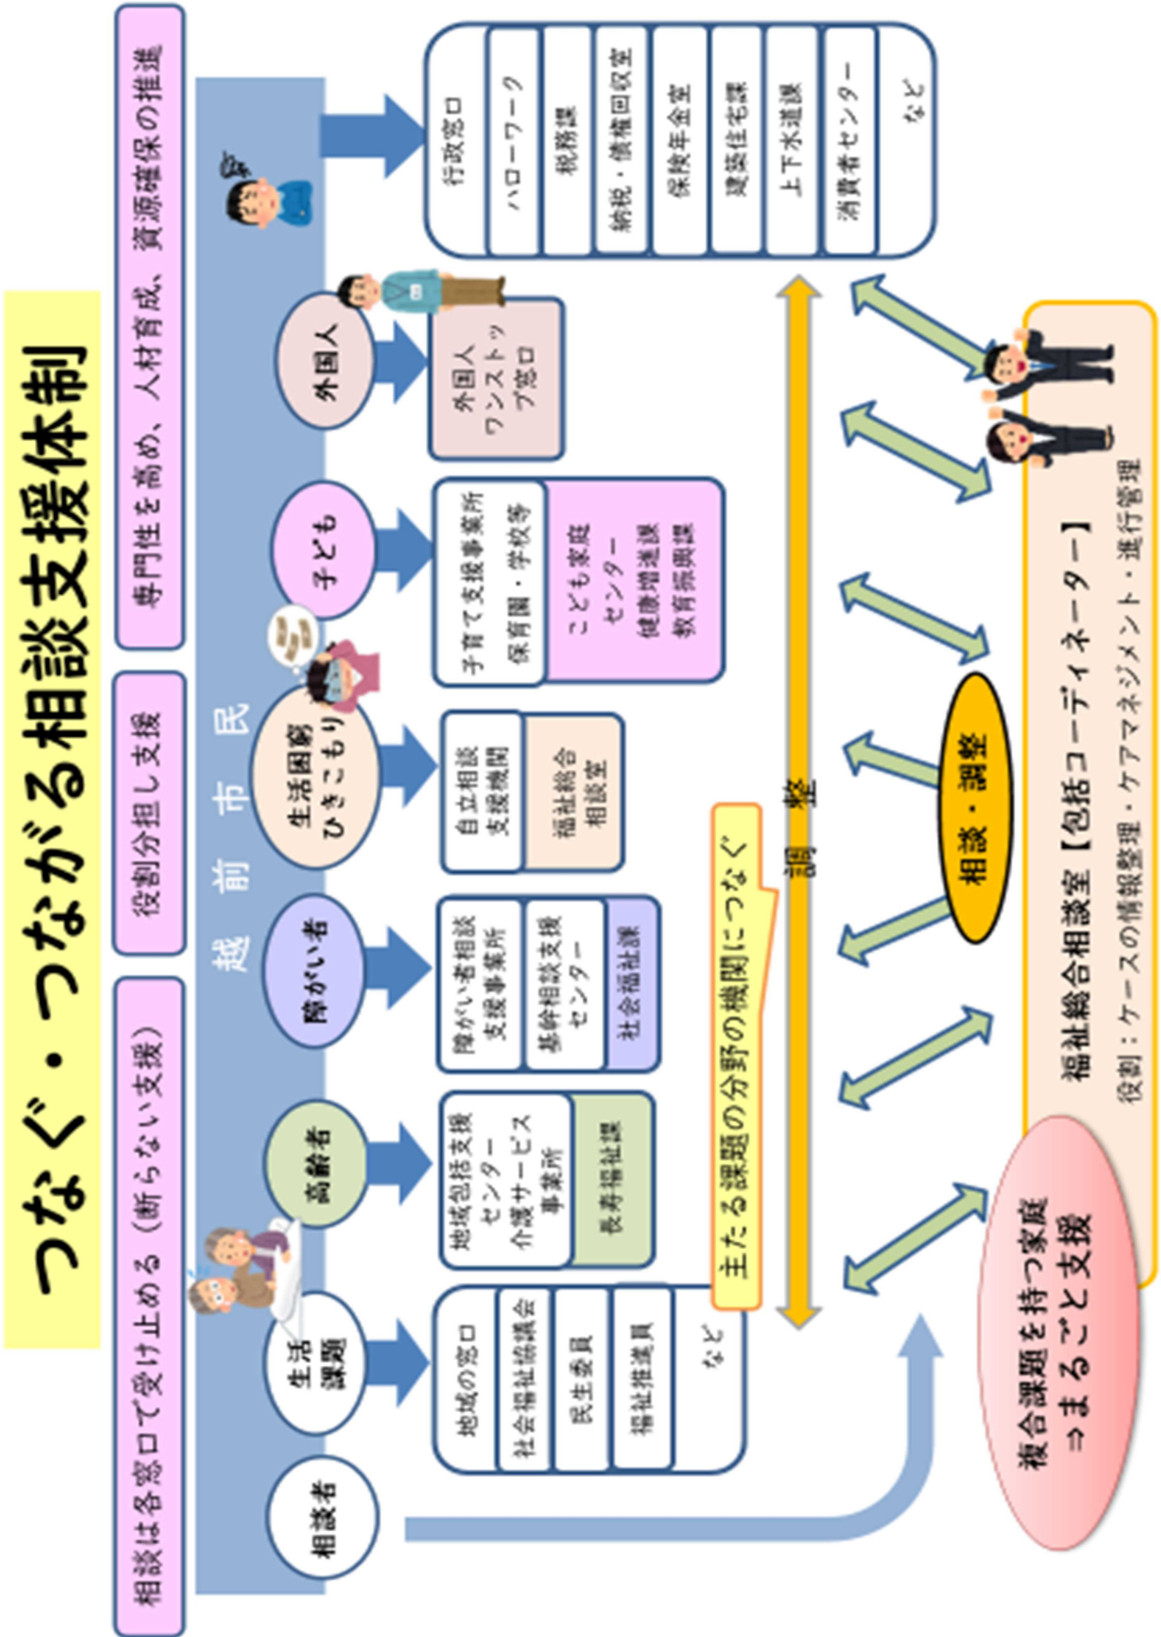 つなぐ・つながる相談支援体制
相談は各窓口で受け止める（断らない支援）
役割分担し支援
専門性を高め、人材育成、資源確保の推進
越前市民
相談者
生活
課題
高齢者
障がい者
生活困窮
ひきこもり
子ども
外国人
地域の窓口
社会福祉協議会
民生委員
福祉推進員
など
地域包括支援
センター
介護サービス
事業所
長寿福祉課
障がい者相談
支援事業所
基幹相談支援
センター
社会福祉課
自立相談
支援機関
福祉総合
相談室
子育て支援事業所
保育園・学校等
こども家庭
センター
健康増進課
教育振興課
外国人
ワンストッ
プ窓口
行政窓口
ハローワーク
税務課
納税・債権回収室
保険年金室
建築住宅課
上下水道課
消費者センター
など
主たる課題の分野の機関につなぐ
調整
相談・調整
複合課題を持つ家庭
⇒まるごと支援
福祉総合相談室【包括コーディネーター】
役割：ケースの情報整理・ケアマネジメント・進行管理